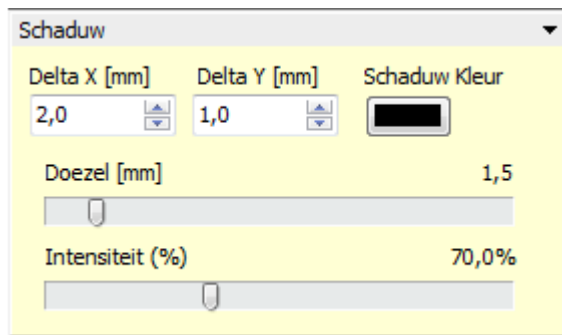 Schaduw
Delta X [mm] Delta Y [mm] Schaduw Kleur
2,0 1,0
Doezel [mm] 1,5
Intensiteit (%) 70,0%